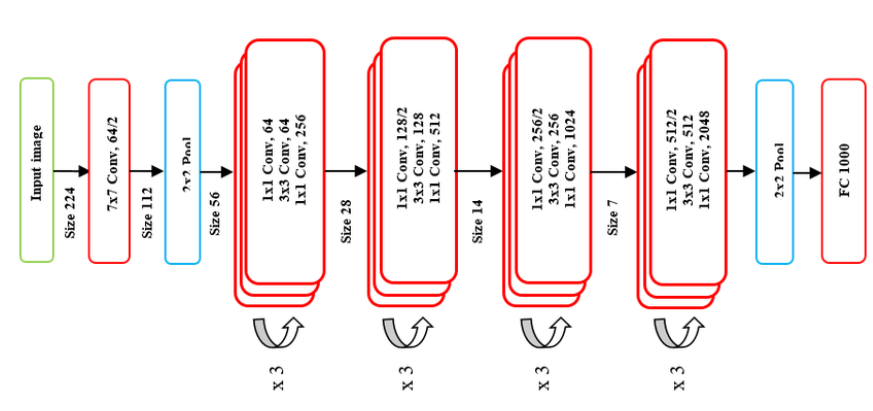 Input image
Size 224
7x7 Conv, 64/2
Size 112
2x2 Pool
Size 56
1x1 Conv, 64
3x3 Conv, 64
1x1 Conv, 256
x 3
Size 28
1x1 Conv, 128/2
3x3 Conv, 128
1x1 Conv, 512
x 3
Size 14
1x1 Conv, 256/2
3x3 Conv, 256
1x1 Conv, 1024
x 3
Size 7
1x1 Conv, 512/2
3x3 Conv, 512
1x1 Conv, 2048
x 3
2x2 Pool
FC 1000